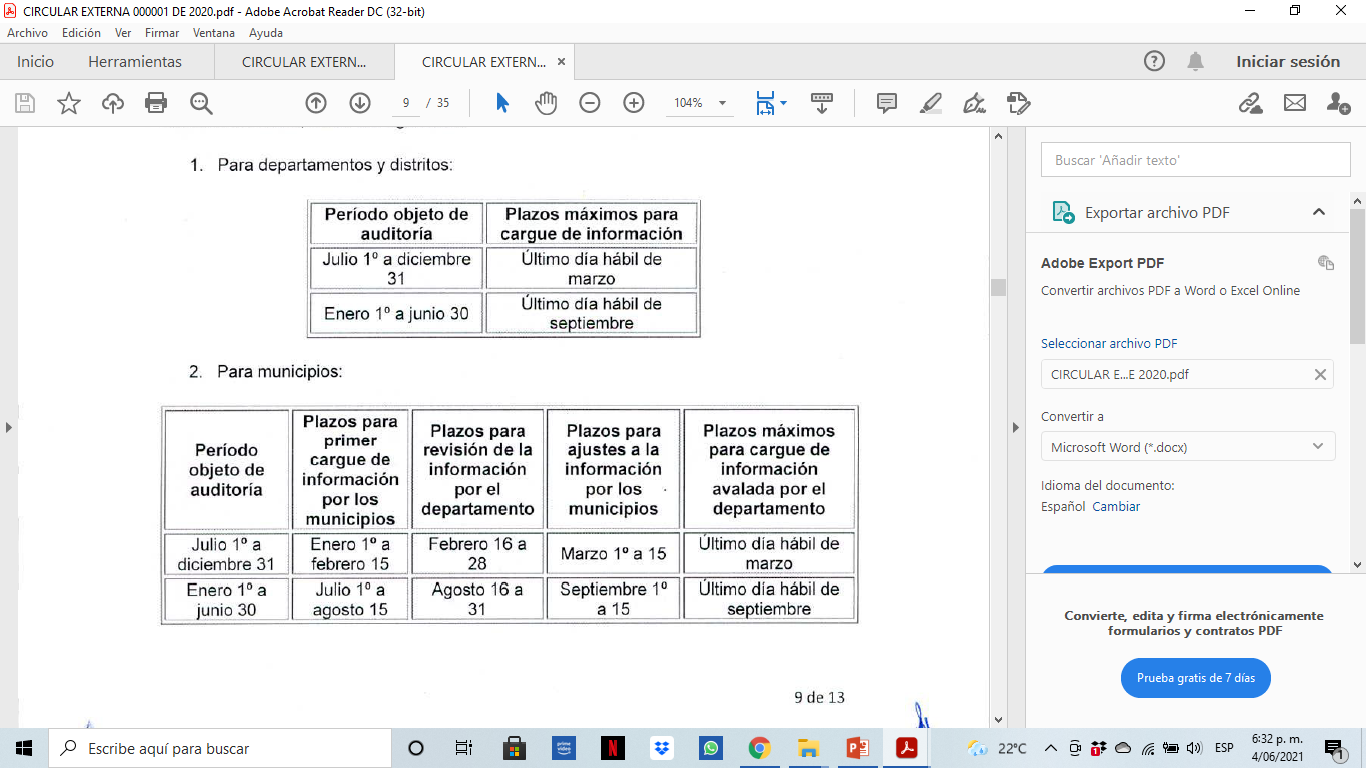 CIRCULAR EXTERNA 000001 DE 2020.pdf - Adobe Acrobat Reader DC (32-bit)
Archivo Edición Ver Firmar Ventana Ayuda
Inicio Herramientas CIRCULAR EXTERN... CIRCULAR EXTERN... × Iniciar sesión
9 / 35 104%
1. Para departamentos y distritos:
Período objeto de
auditoría
Plazos máximos para
cargue de información
Julio 1º a diciembre
31
Último día hábil de
marzo
Enero 1º a junio 30
Último día hábil de
septiembre
2. Para municipios:
Período
objeto de
auditoría
Plazos para
primer
cargue de
información
por los
municipios
Plazos para
revisión de la
información
por el
departamento
Plazos para
ajustes a la
información
por los
municipios
Plazos máximos
para cargue de
información
avalada por el
departamento
Julio 1º a
diciembre 31
Enero 1º a
febrero 15
Febrero 16 a
28
Marzo 1º a 15
Último día hábil de
marzo
Enero 1º a
junio 30
Julio 1º a
agosto 15
Agosto 16 a
31
Septiembre 1º
a 15
Último día hábil de
septiembre
9 de 13
Buscar 'Añadir texto'
Exportar archivo PDF
Adobe Export PDF
Convertir archivos PDF a Word o Excel Online
Seleccionar archivo PDF
CIRCULAR E...E 2020.pdf
Convertir a
Microsoft Word (*.docx)
Idioma del documento:
Español Cambiar
Convierte, edita y firma electrónicamente
formularios y contratos PDF
Prueba gratis de 7 días
Escribe aquí para buscar
prime video
N
22°C
ESP
6:32 p. m.
4/06/2021
1